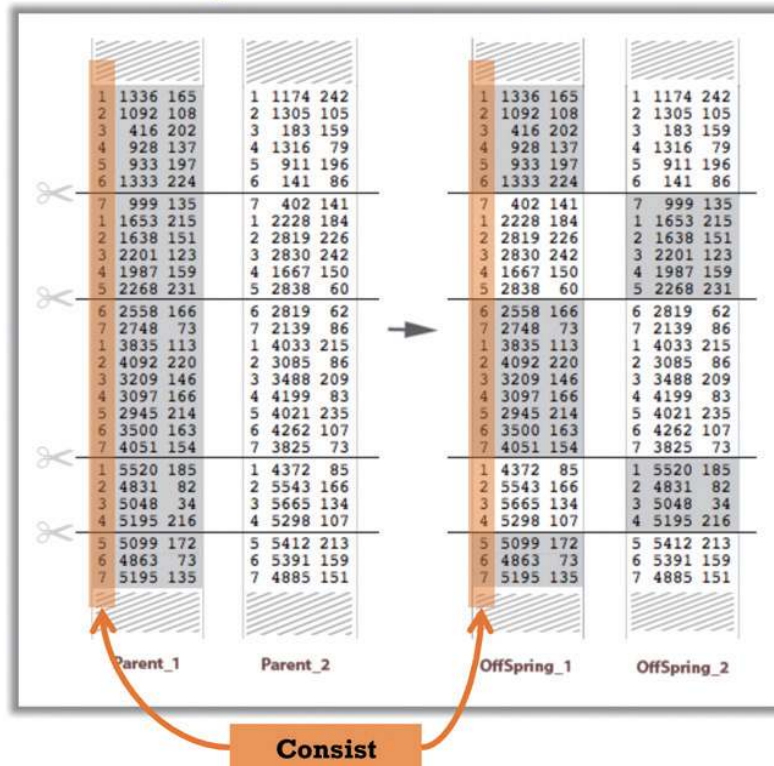 1 1336 165 1 1174 242 1 1336 165 1 1174 242
2 1092 108 2 1305 105 2 1092 108 2 1305 105
3 416 202 3 183 159 3 416 202 3 183 159
4 928 137 4 1316 79 4 928 137 4 1316 79
5 933 197 5 911 196 5 933 197 5 911 196
6 1333 224 6 141 86 6 1333 224 6 141 86
7 999 135 7 402 141 7 402 141 7 999 135
1 1653 215 1 2228 184 1 2228 184 1 1653 215
2 1638 151 2 2819 226 2 2819 226 2 1638 151
3 2201 123 3 2830 242 3 2830 242 3 2201 123
4 1987 159 4 1667 150 4 1667 150 4 1987 159
5 2268 231 5 2838 60 5 2838 60 5 2268 231
6 2558 166 6 2819 62 6 2558 166 6 2819 62
7 2748 73 7 2139 86 7 2748 73 7 2139 86
1 3835 113 1 4033 215 1 3835 113 1 4033 215
2 4092 220 2 3085 86 2 4092 220 2 3085 86
3 3209 146 3 3488 209 3 3209 146 3 3488 209
4 3097 166 4 4199 83 4 3097 166 4 4199 83
5 2945 214 5 4021 235 5 2945 214 5 4021 235
6 3500 163 6 4262 107 6 3500 163 6 4262 107
7 4051 154 7 3825 73 7 4051 154 7 3825 73
1 5520 185 1 4372 85 1 4372 85 1 5520 185
2 4831 82 2 5543 166 2 5543 166 2 4831 82
3 5048 34 3 5665 134 3 5665 134 3 5048 34
4 5195 216 4 5298 107 4 5298 107 4 5195 216
5 5099 172 5 5412 213 5 5099 172 5 5412 213
6 4863 73 6 5391 159 6 4863 73 6 5391 159
7 5195 135 7 4885 151 7 5195 135 7 4885 151
Parent_1 Parent_2 OffSpring_1 OffSpring_2
Consist